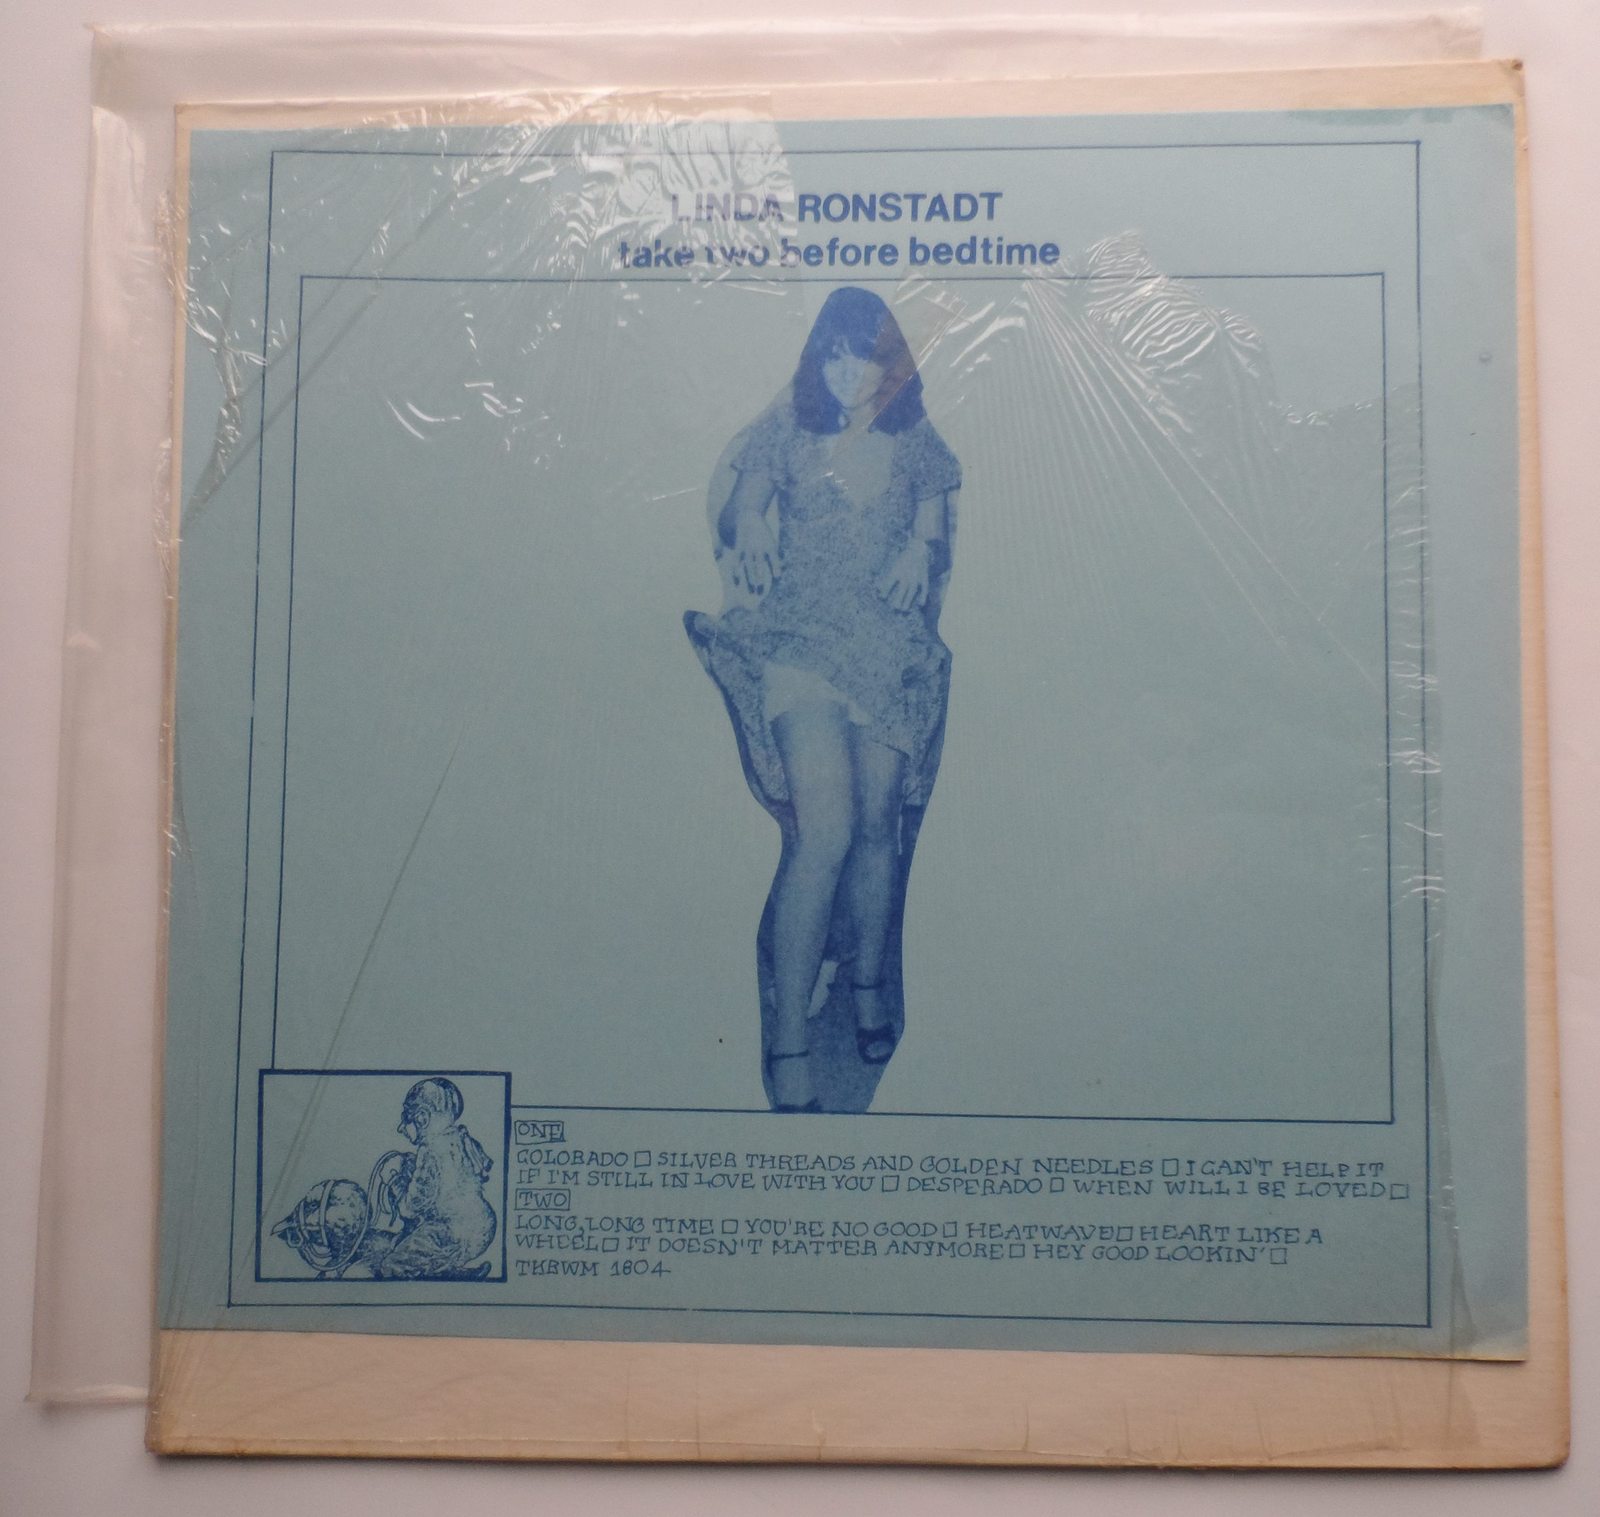 LINDA RONSTADT
take two before bedtime
ONE
COLORADO □ SILVER THREADS AND GOLDEN NEEDLES □ I CAN'T HELP IT
IF I'M STILL IN LOVE WITH YOU □ DESPERADO □ WHEN WILL I BE LOVED □
TWO
LONG, LONG TIME □ YOU'RE NO GOOD □ HEATWAVE □ HEART LIKE A
WHEEL □ IT DOESN'T MATTER ANYMORE □ HEY GOOD LOOKIN' □
TKRWM 1804